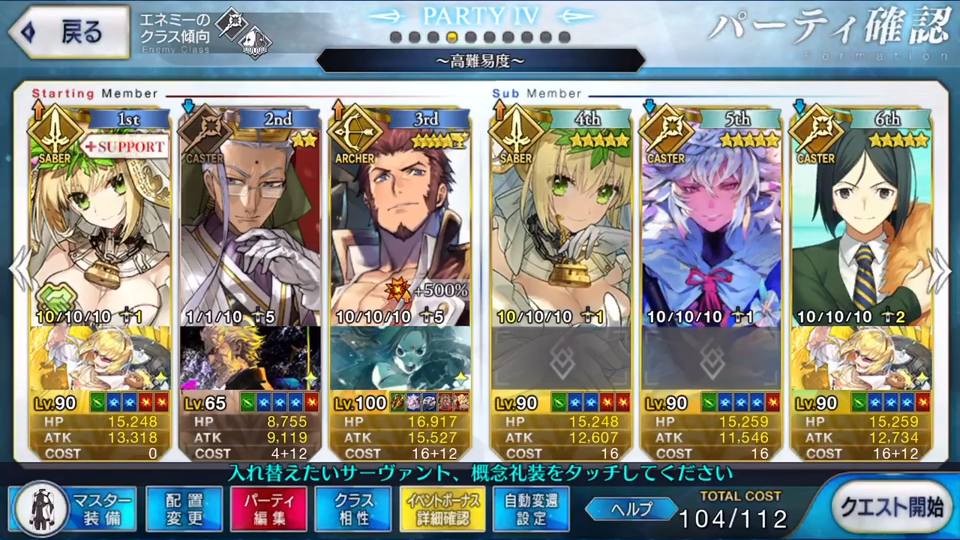 戻る
エネミーの
クラス傾向
Enemy Class
PARTY IV
～高難易度～
パーティ確認
Formation
Starting Member
Sub Member
1st
2nd
3rd
4th
5th
6th
SABER
+SUPPORT
CASTER
ARCHER
SABER
CASTER
CASTER
+500%
10/10/10 1
1/1/10 5
10/10/10 5
10/10/10 1
10/10/10 1
10/10/10 2
Lv.90
HP 15,248
ATK 13,318
COST 0
Lv.65
HP 8,755
ATK 9,119
COST 4+12
Lv.100
HP 16,917
ATK 15,527
COST 16+12
Lv.90
HP 15,248
ATK 12,607
COST 16
Lv.90
HP 15,259
ATK 11,546
COST 16
Lv.90
HP 15,259
ATK 12,734
COST 16+12
入れ替えたいサーヴァント、概念礼装をタッチしてください
マスター
装備
配置
変更
パーティ
編集
クラス
相性
イベントボーナス
詳細確認
自動変還
設定
ヘルプ
TOTAL COST
104/112
クエスト開始